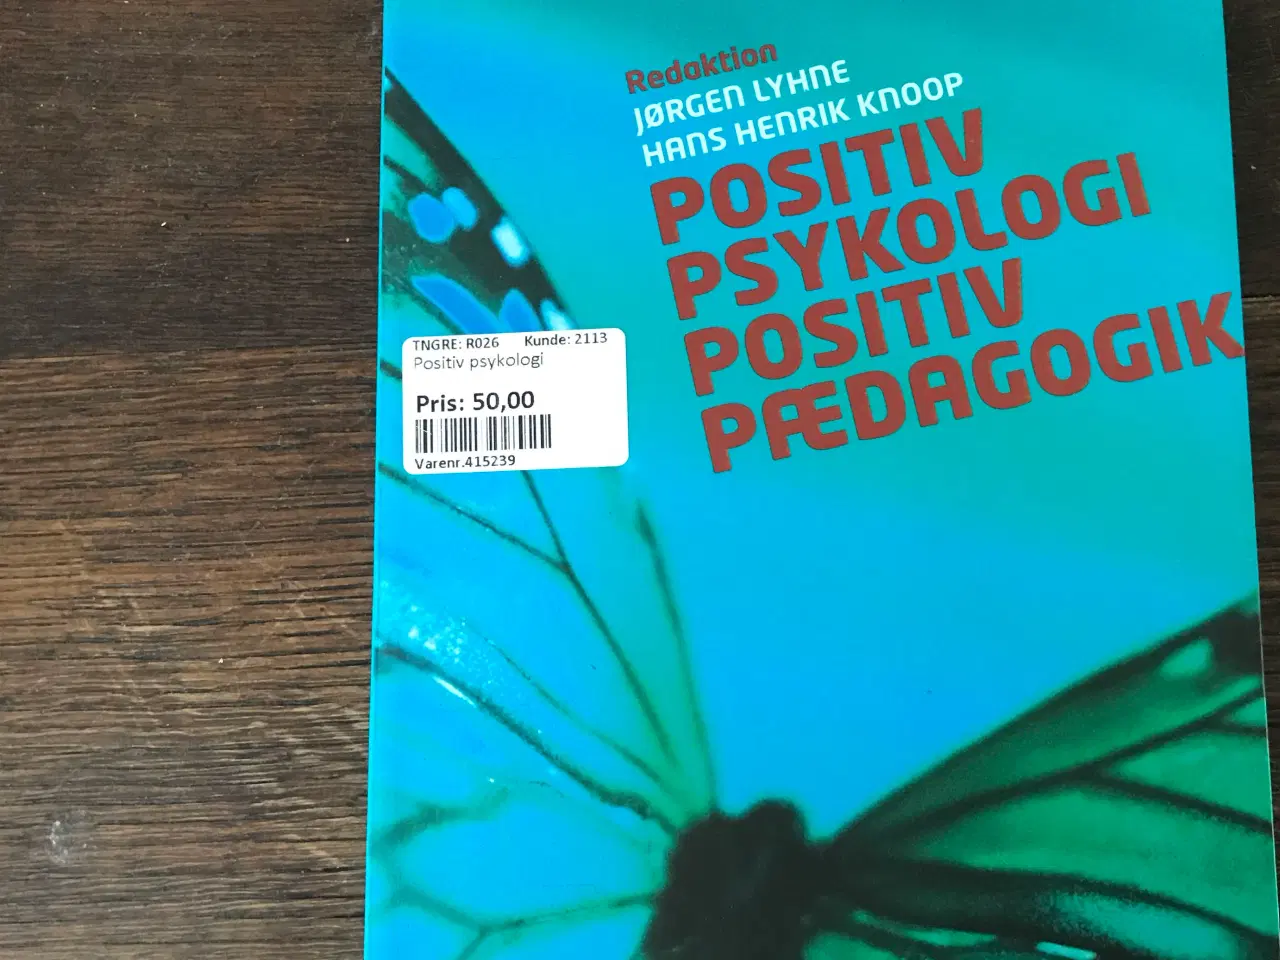 Redaktion
JØRGEN LYHNE
HANS HENRIK KNOOP
POSITIV
PSYKOLOGI
POSITIV
PÆDAGOGIK
TNGRE: R026 Kunde: 2113
Positiv psykologi
Pris: 50,00
Varenr.415239